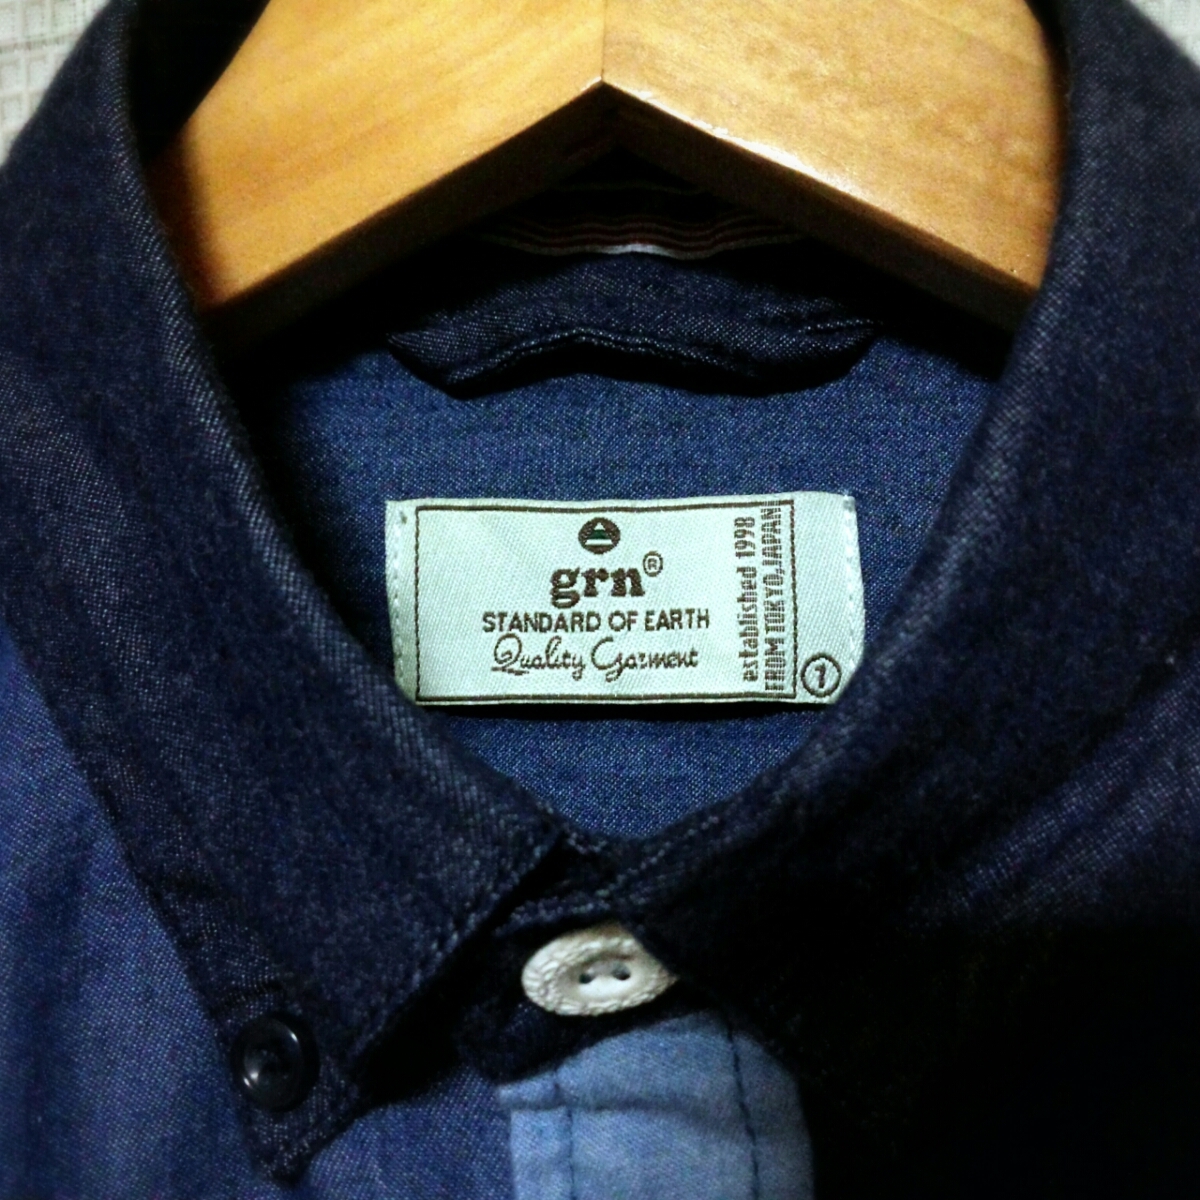 grn®
STANDARD OF EARTH
Quality Garment
established 1998
FROM TOKYO,JAPAN
1